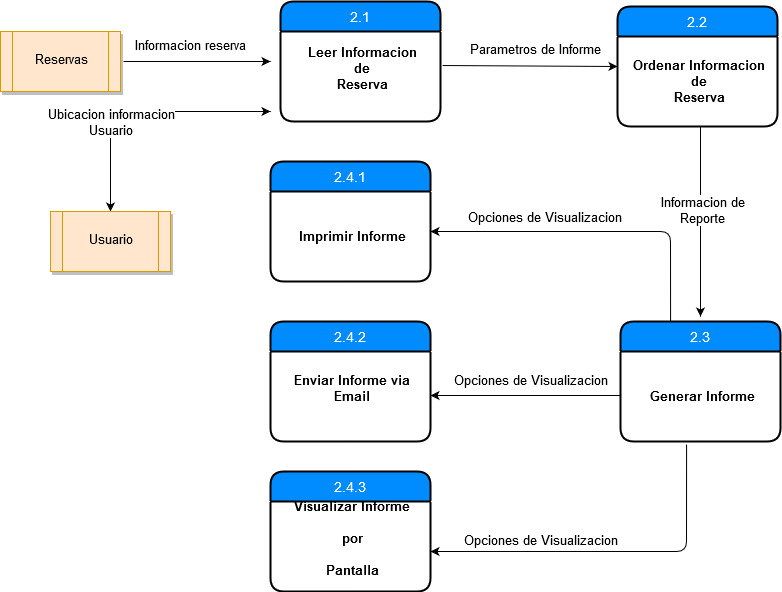 2.1
2.2
Informacion reserva
Reservas
Leer Informacion
de
Reserva
Parametros de Informe
Ordenar Informacion
de
Reserva
Ubicacion informacion
Usuario
Usuario
2.4.1
Imprimir Informe
Opciones de Visualizacion
Informacion de
Reporte
2.4.2
Enviar Informe via
Email
Opciones de Visualizacion
2.3
Generar Informe
2.4.3
Visualizar Informe
por
Pantalla
Opciones de Visualizacion